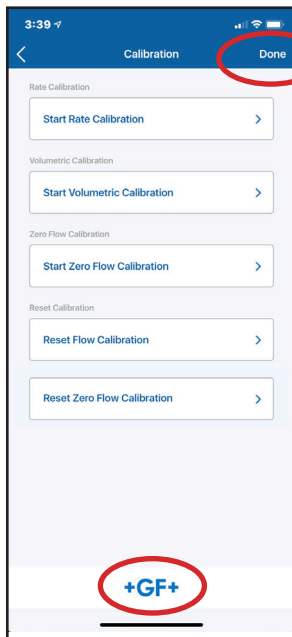 3:39
Calibration Done
Rate Calibration
Start Rate Calibration
Volumetric Calibration
Start Volumetric Calibration
Zero Flow Calibration
Start Zero Flow Calibration
Reset Calibration
Reset Flow Calibration
Reset Zero Flow Calibration
+GF+